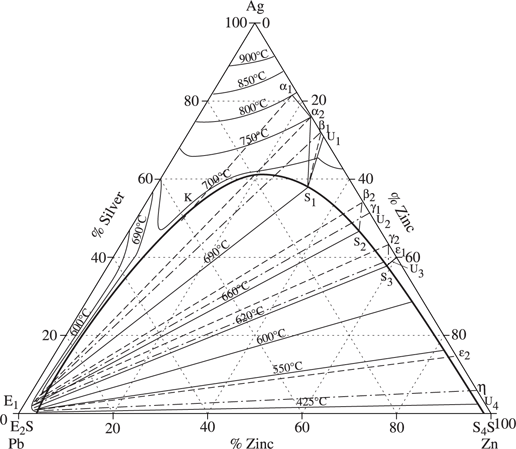 Ag
100 0
900°C
850°C
α1
80 800°C 20
α2
β1
750°C U1
60 700°C 40
K
S1
% Silver % Zinc
β2
γ1
U2
690°C
S2
γ2
690°C
ε1
40 60
U3
S3
660°C
600°C
620°C
20 600°C 80
ε2
550°C
η
E1 425°C U4
0 20 40 60 80 100
E2S S4S
Pb % Zinc Zn